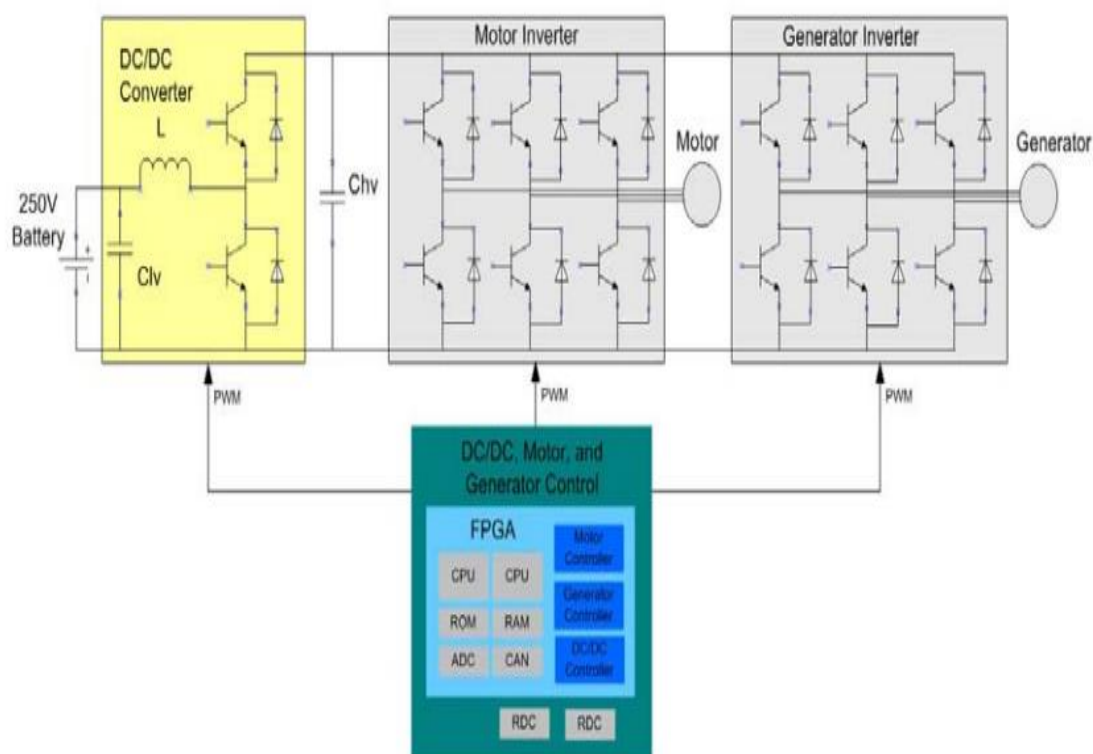 DC/DC
Converter
L
250V
Battery
+
Clv
Chv
Motor Inverter
Motor
Generator Inverter
Generator
PWM
PWM
PWM
DC/DC, Motor, and
Generator Control
FPGA
CPU
CPU
ROM
RAM
ADC
CAN
Motor
Controller
Generator
Controller
DC/DC
Controller
RDC
RDC